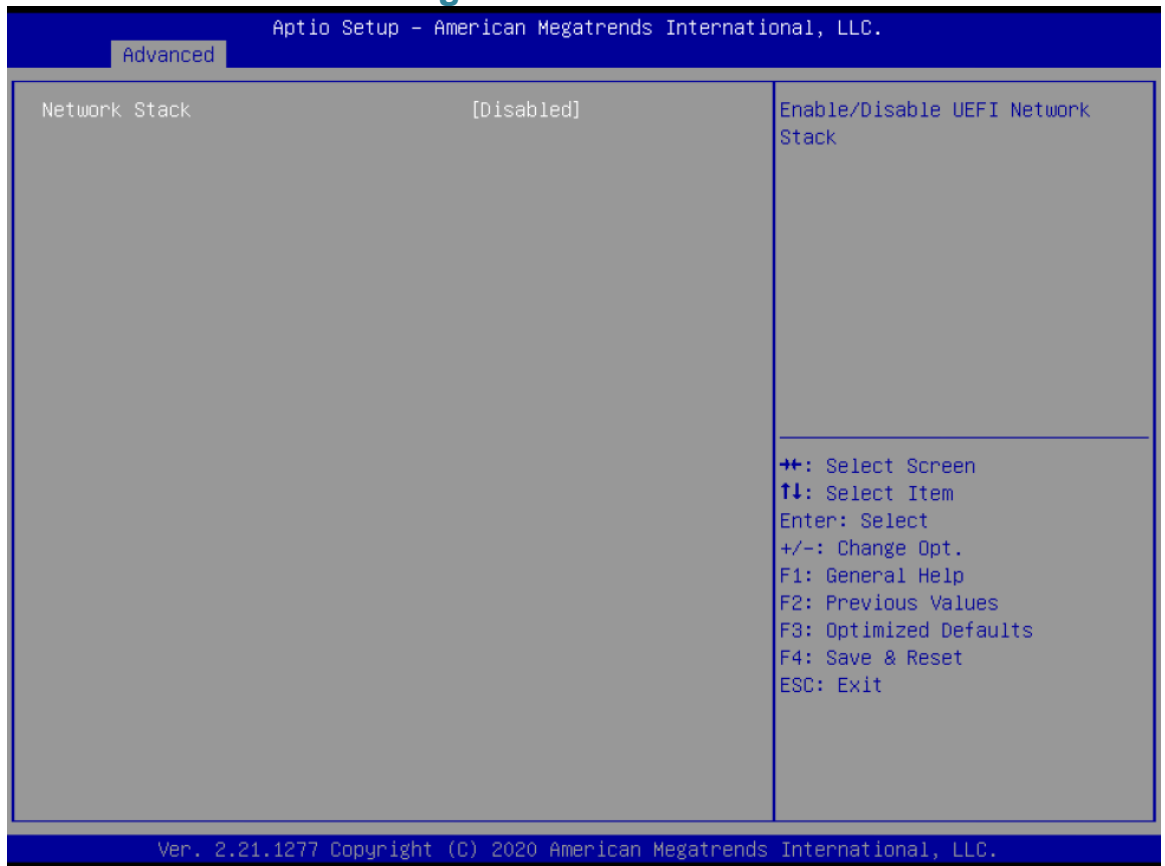 Aptio Setup – American Megatrends International, LLC.
Advanced
Network Stack [Disabled]
Enable/Disable UEFI Network
Stack
→←: Select Screen
↑↓: Select Item
Enter: Select
+/-: Change Opt.
F1: General Help
F2: Previous Values
F3: Optimized Defaults
F4: Save & Reset
ESC: Exit
Ver. 2.21.1277 Copyright (C) 2020 American Megatrends International, LLC.